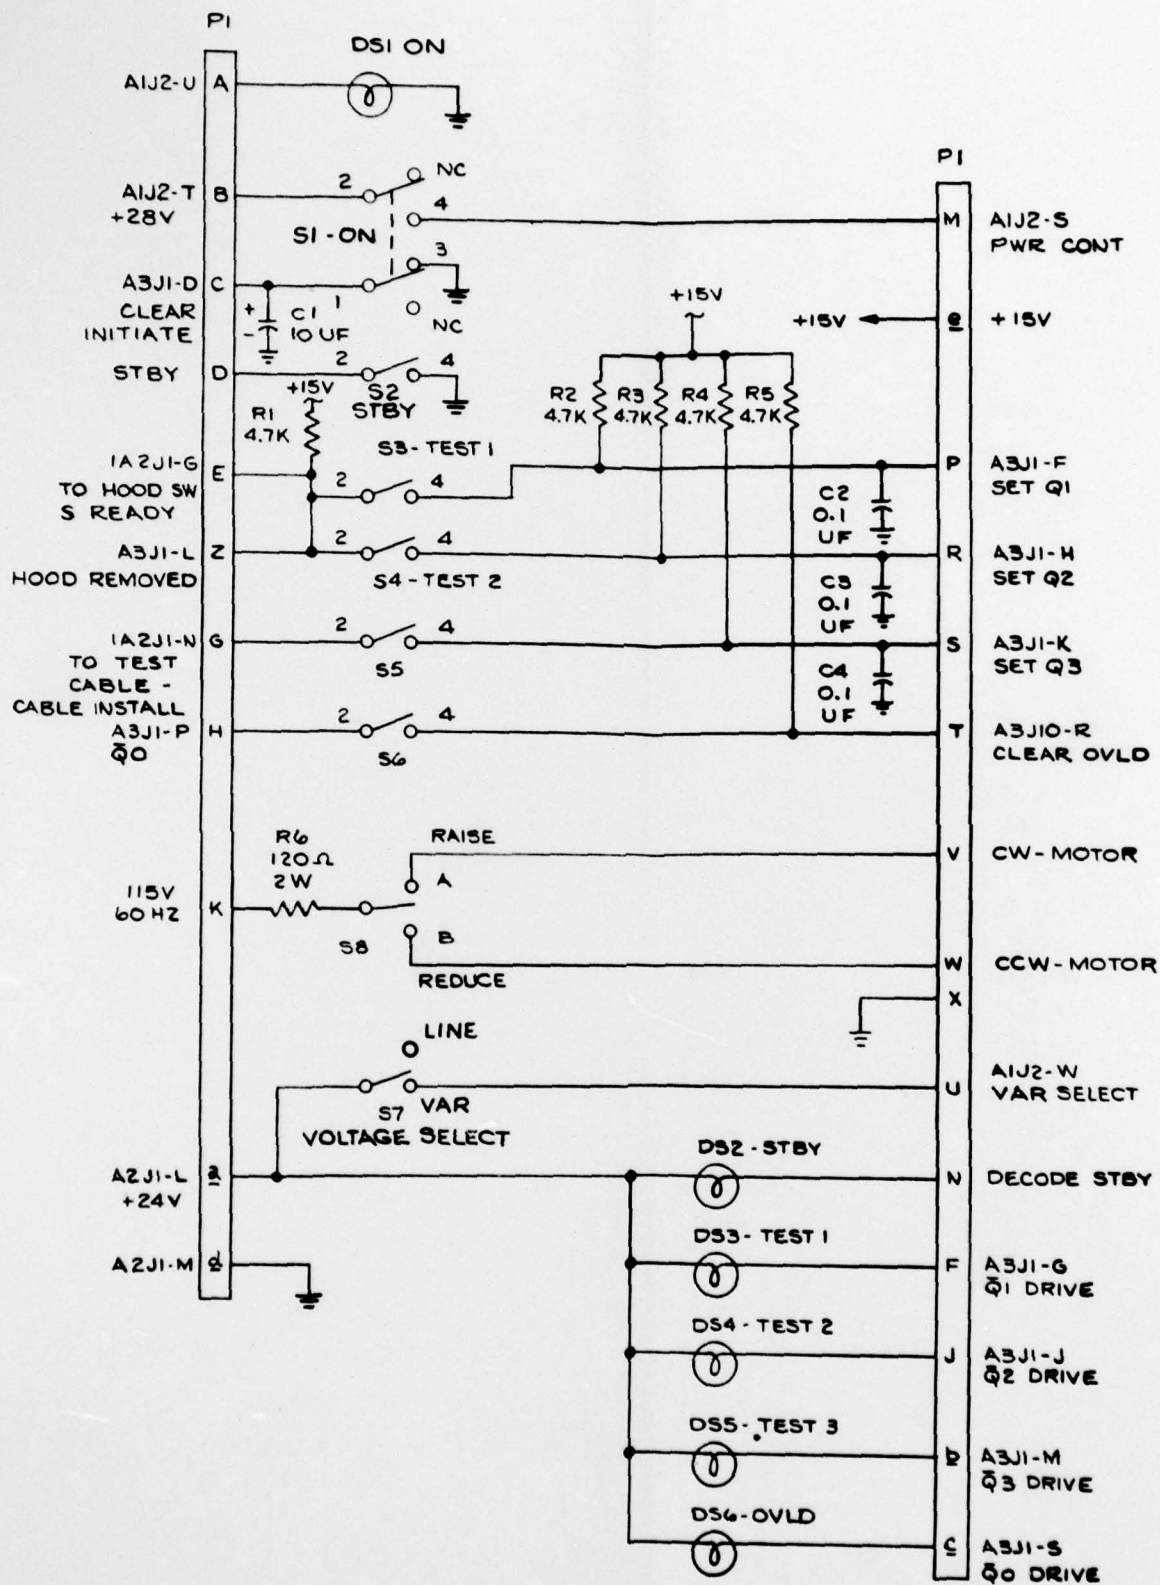 P1
DS1 ON
A1J2-U
A
A1J2-T
+28V
B
2
NC
4
S1-ON
3
A3J1-D
C
CLEAR
INITIATE
+
-
C1
10 UF
1
NC
STBY
D
2
4
S2
STBY
+15V
R1
4.7K
S3-TEST 1
1A2J1-G
E
TO HOOD SW
S READY
2
4
A3J1-L
Z
HOOD REMOVED
2
4
S4-TEST 2
1A2J1-N
G
TO TEST
CABLE -
CABLE INSTALL
2
4
S5
A3J1-P
H
Q̄0
2
4
S6
R6
120Ω
2W
115V
60HZ
K
S8
RAISE
A
B
REDUCE
LINE
S7 VAR
VOLTAGE SELECT
A2J1-L
+24V
a
A2J1-M
d
P1
M
A1J2-S
PWR CONT
+15V
+15V
e
+15V
R2
4.7K
R3
4.7K
R4
4.7K
R5
4.7K
P
A3J1-F
SET Q1
C2
0.1
UF
R
A3J1-H
SET Q2
C3
0.1
UF
S
A3J1-K
SET Q3
C4
0.1
UF
T
A3J10-R
CLEAR OVLD
V
CW-MOTOR
W
CCW-MOTOR
X
U
A1J2-W
VAR SELECT
DS2-STBY
N
DECODE STBY
DS3-TEST 1
F
A3J1-G
Q̄1 DRIVE
DS4-TEST 2
J
A3J1-J
Q̄2 DRIVE
DS5-TEST 3
b
A3J1-M
Q̄3 DRIVE
DS6-OVLD
c
A3J1-S
Q̄0 DRIVE